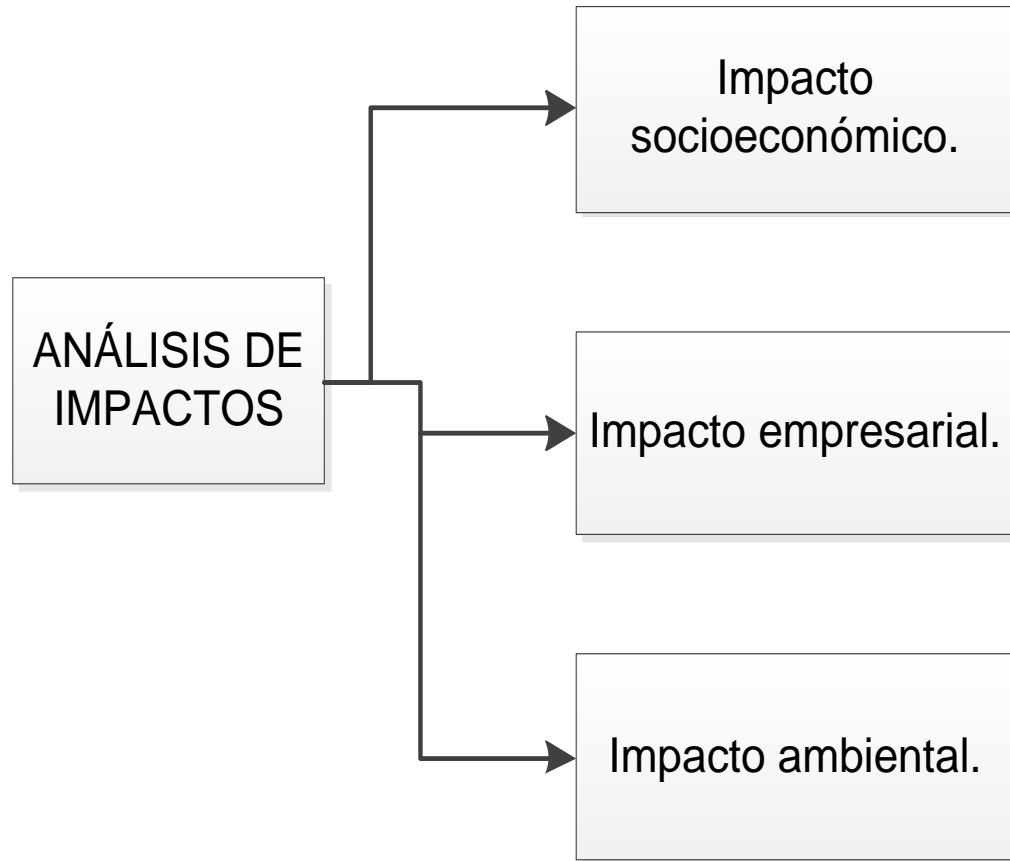 Impacto
socioeconómico.
ANÁLISIS DE
IMPACTOS
Impacto empresarial.
Impacto ambiental.